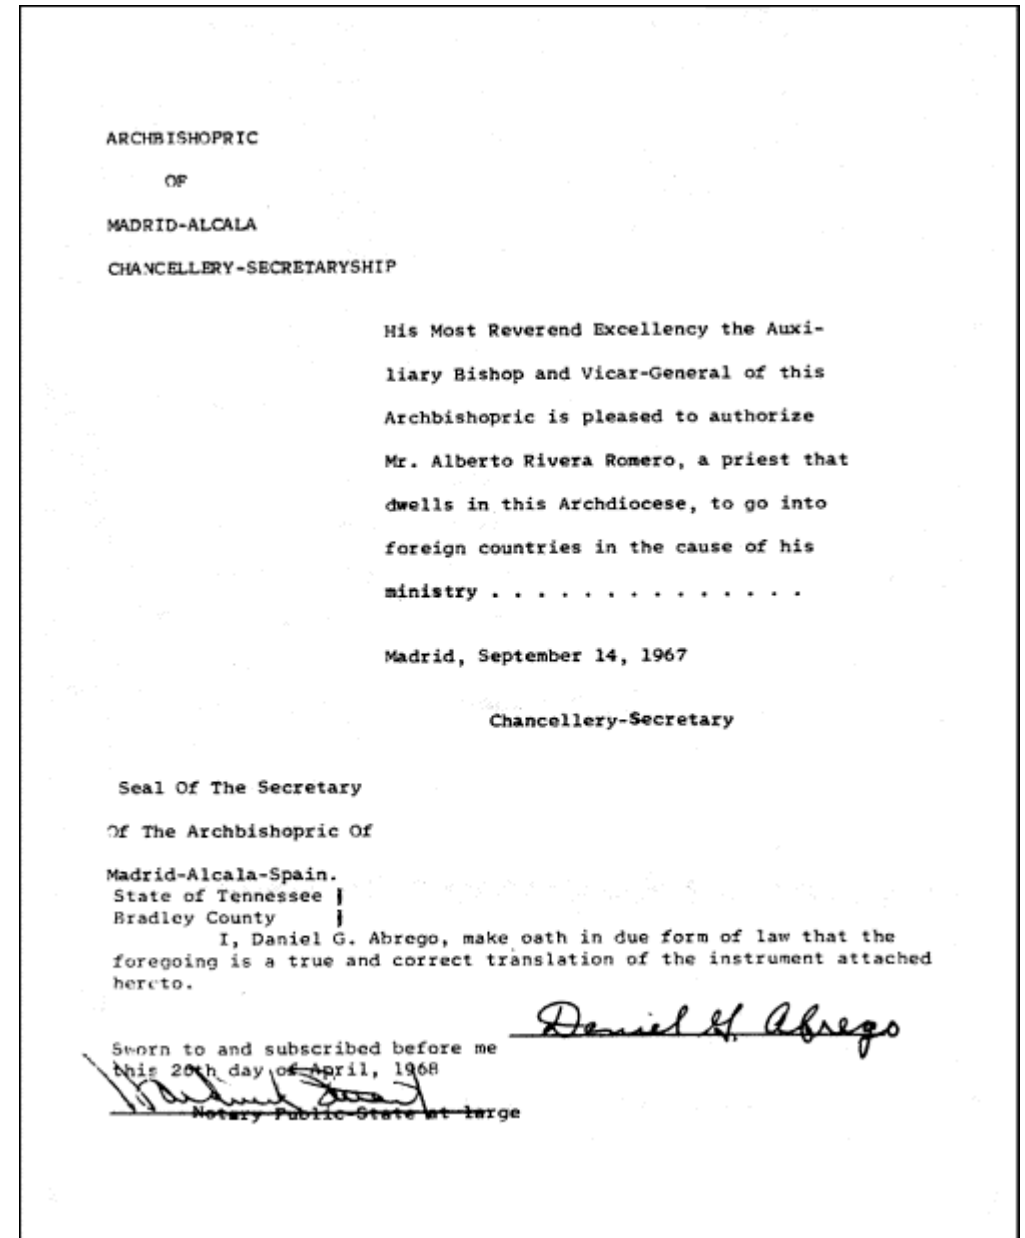 ARCHBISHOPRIC
OF
MADRID-ALCALA
CHANCELLERY-SECRETARYSHIP
His Most Reverend Excellency the Auxi-
liary Bishop and Vicar-General of this
Archbishopric is pleased to authorize
Mr. Alberto Rivera Romero, a priest that
dwells in this Archdiocese, to go into
foreign countries in the cause of his
ministry . . . . . . . . . . . . . .
Madrid, September 14, 1967
Chancellery-Secretary
Seal Of The Secretary
Of The Archbishopric Of
Madrid-Alcala-Spain.
State of Tennessee )
Bradley County )
I, Daniel G. Abrego, make oath in due form of law that the
foregoing is a true and correct translation of the instrument attached
hereto.
Daniel G. Abrego
Sworn to and subscribed before me
this 20th day of April, 1968
Notary Public-State at large